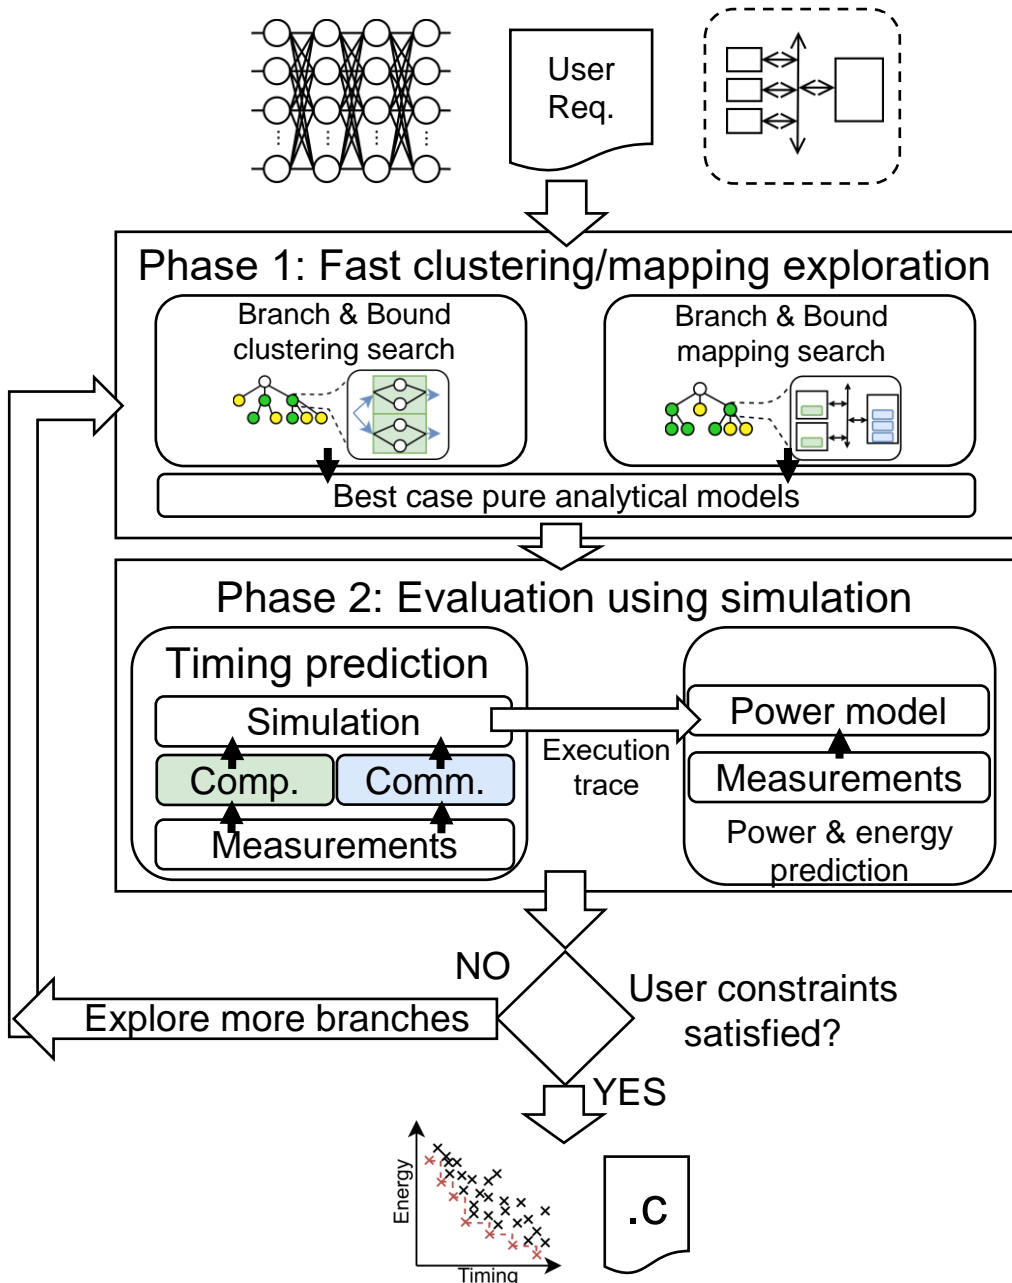 User
Req.
Phase 1: Fast clustering/mapping exploration
Branch & Bound
clustering search
Branch & Bound
mapping search
Best case pure analytical models
Phase 2: Evaluation using simulation
Timing prediction
Simulation
Comp.
Comm.
Measurements
Execution
trace
Power model
Measurements
Power & energy
prediction
NO
User constraints
satisfied?
Explore more branches
YES
Energy
Timing
.c